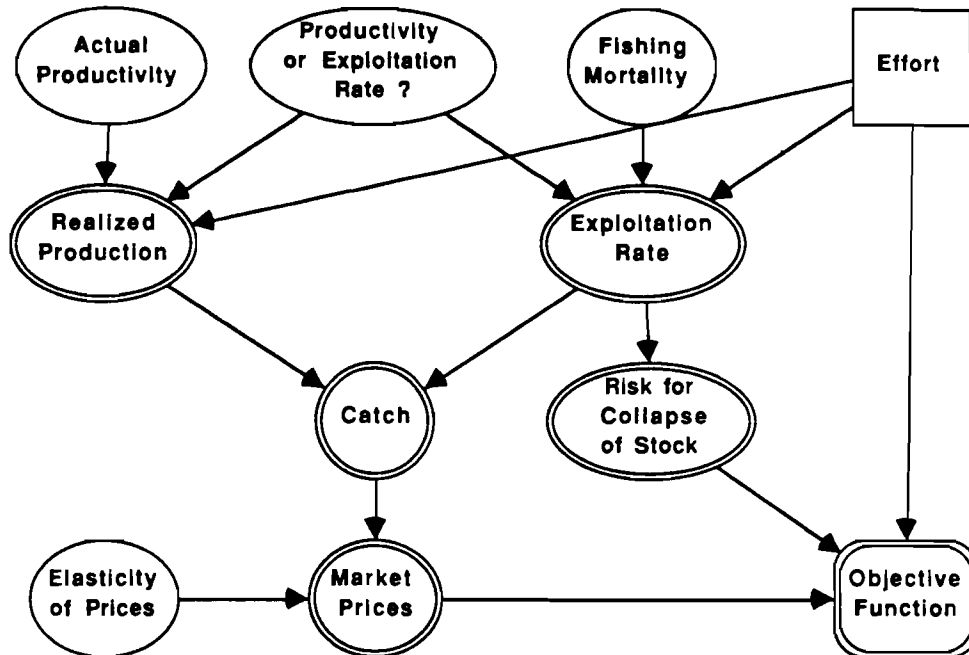 Actual
Productivity
Productivity
or Exploitation
Rate ?
Fishing
Mortality
Effort
Realized
Production
Exploitation
Rate
Catch
Risk for
Collapse
of Stock
Elasticity
of Prices
Market
Prices
Objective
Function